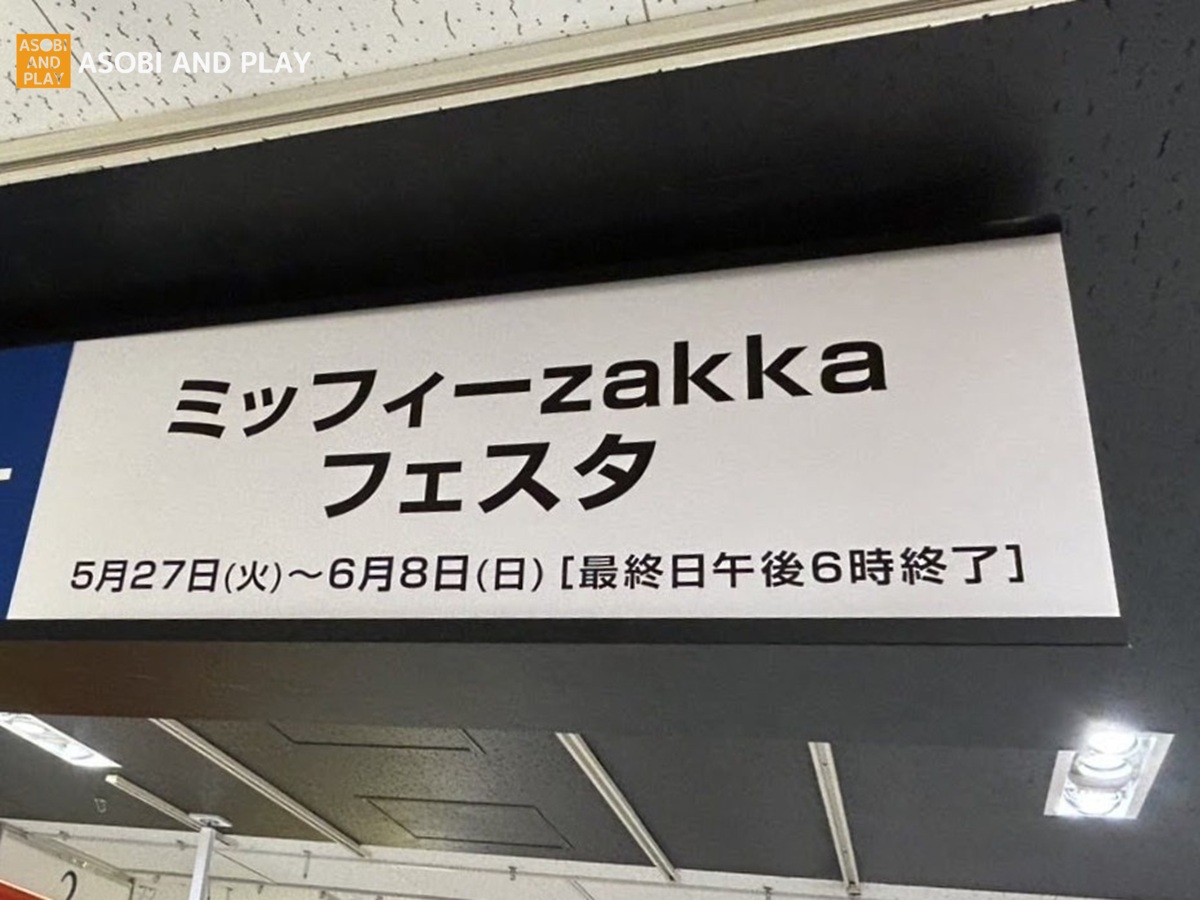 ASOBI
AND
PLAY
ASOBI AND PLAY
ミッフィーzakka
フェスタ
5月27日(火)～6月8日(日)[最終日午後6時終了]
2